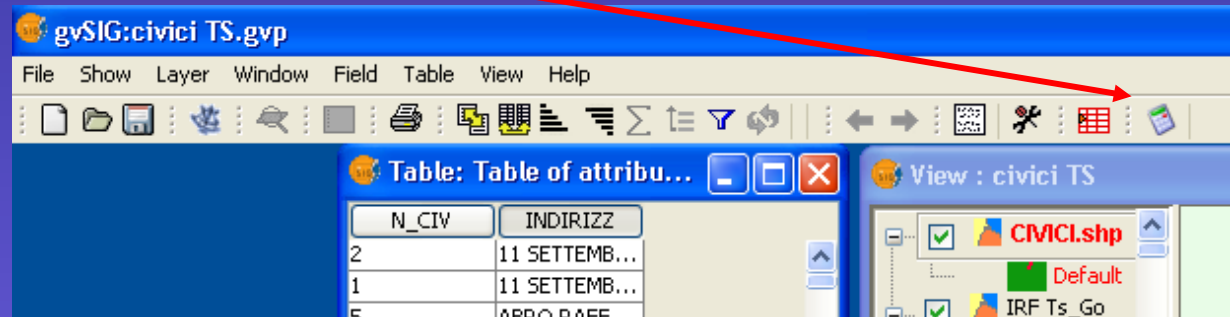 gvSIG:civici TS.gvp
File Show Layer Window Field Table View Help
Table: Table of attribu...
N_CIV INDIRIZZ
2 11 SETTEMB...
1 11 SETTEMB...
View : civici TS
CIVICI.shp
Default
IRF Ts_Go